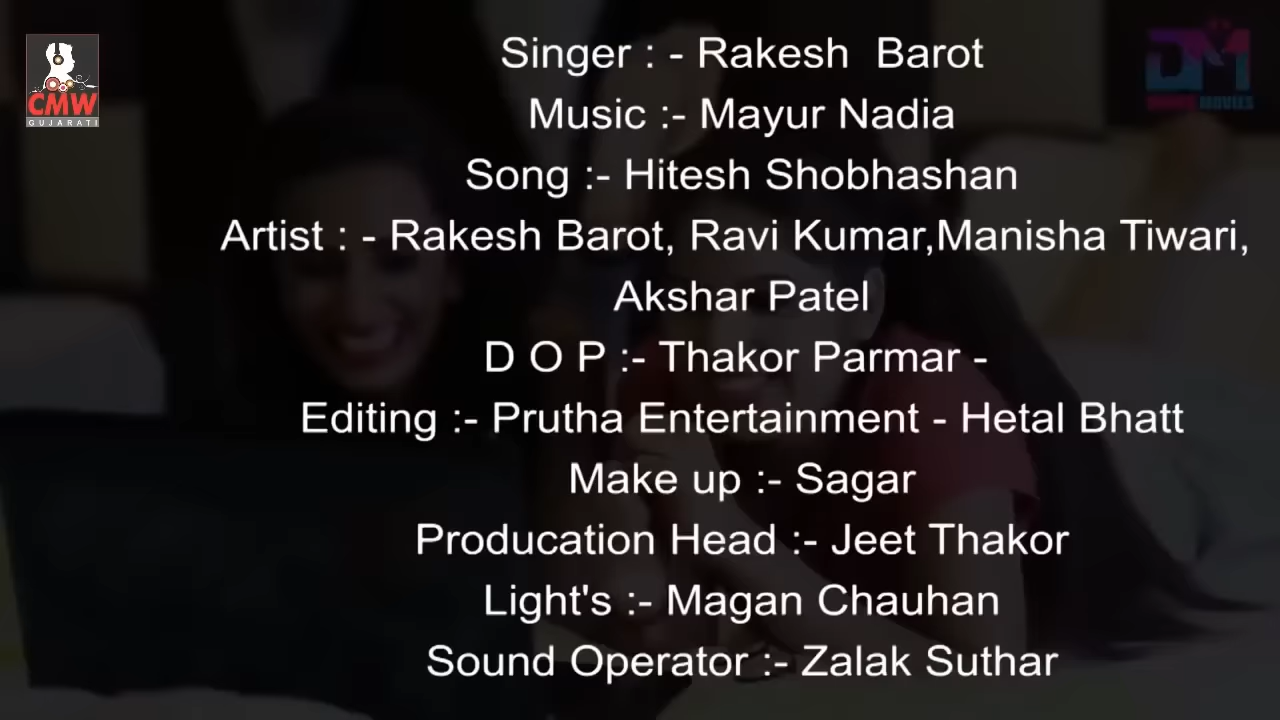 CMW
GUJARATI
DM
MOVIES
Singer : - Rakesh  Barot
Music :- Mayur Nadia
Song :- Hitesh Shobhashan
Artist : - Rakesh Barot, Ravi Kumar,Manisha Tiwari,
Akshar Patel
D O P :- Thakor Parmar -
Editing :- Prutha Entertainment - Hetal Bhatt
Make up :- Sagar
Producation Head :- Jeet Thakor
Light's :- Magan Chauhan
Sound Operator :- Zalak Suthar